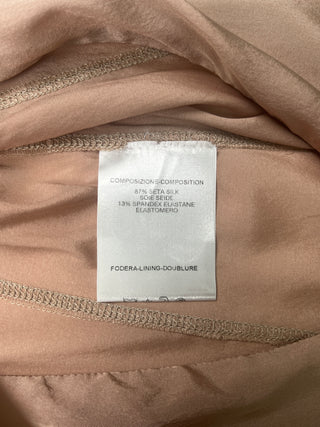 COMPOSIZIONE-COMPOSITION
87% SETA SILK
SOIE SEIDE
13% SPANDEX ELASTANE
ELASTOMERO
FODERA-LINING-DOUBLURE